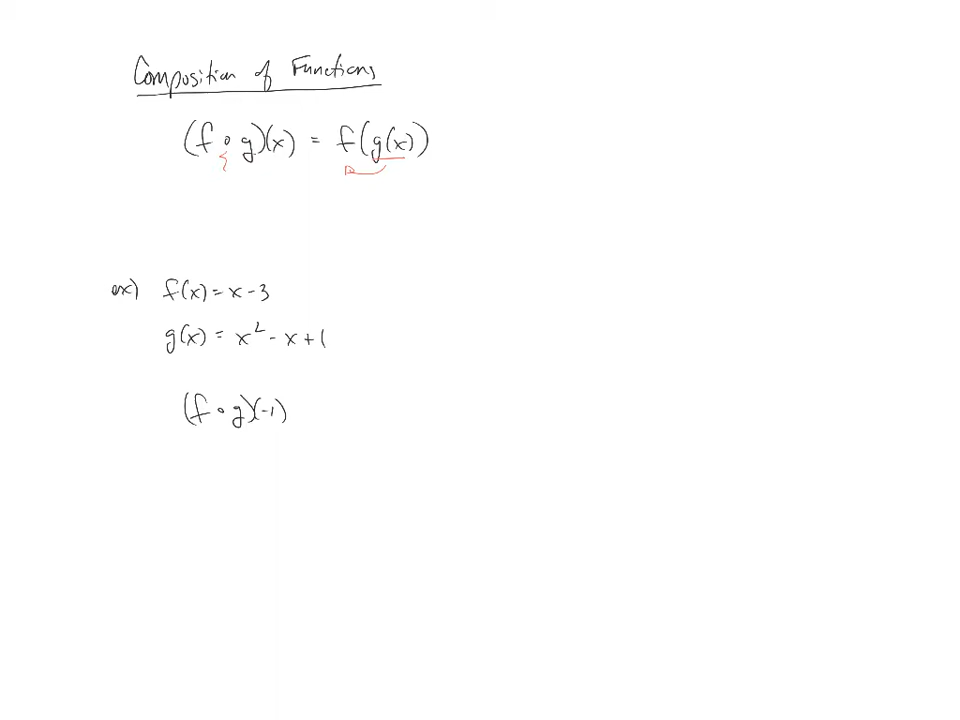 Composition of Functions
(f ∘ g)(x) = f(g(x))
ex) f(x) = x - 3
g(x) = x² - x + 1
(f ∘ g)(-1)